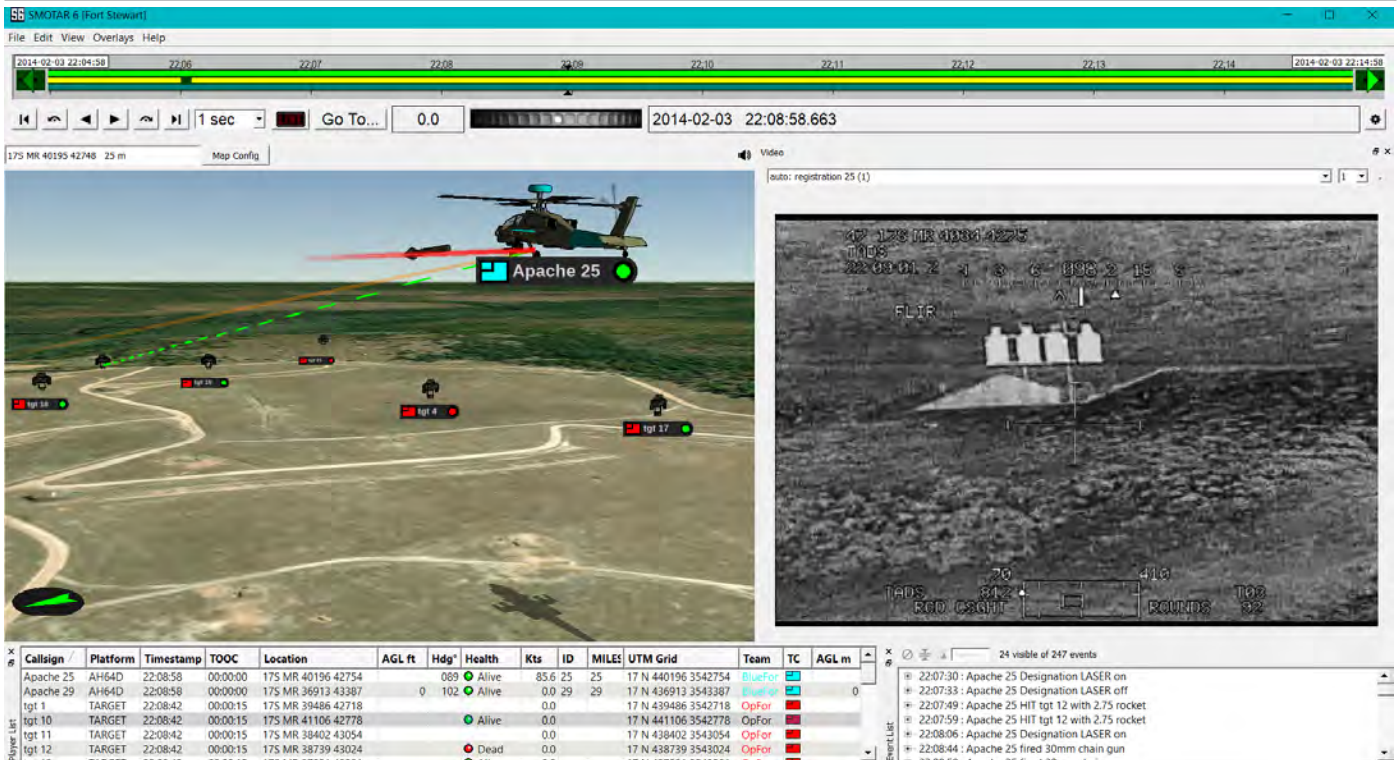 SG SMOTAR 6 [Fort Stewart]
File Edit View Overlays Help
2014-02-03 22:04:58 22;06 22;07 22;08 22;09 22;10 22;11 22;12 22;13 22;14 2014-02-03 22:14:58
1 sec Go To... 0.0 2014-02-03 22:08:58.663
17S MR 40195 42748 25 m Map Config Video
auto: registration 25 (1) 1
Apache 25
tgt 4
tgt 17
47 17S MR 4084 4275
TADS
22 09 01 Z
FLIR
70 410
TADS 812
ROUNDS 92
Callsign Platform Timestamp TOOC Location AGL ft Hdg° Health Kts ID MILES UTM Grid Team TC AGL m
Apache 25 AH64D 22:08:58 00:00:00 17S MR 40196 42754 089 Alive 85.6 25 25 17 N 440196 3542754 BlueFor
Apache 29 AH64D 22:08:58 00:00:00 17S MR 36913 43387 0 102 Alive 0.0 29 29 17 N 436913 3543387 BlueFor 0
tgt 1 TARGET 22:08:42 00:00:15 17S MR 39486 42718 0.0 17 N 439486 3542718 OpFor
tgt 10 TARGET 22:08:42 00:00:15 17S MR 41106 42778 Alive 0.0 17 N 441106 3542778 OpFor
tgt 11 TARGET 22:08:42 00:00:15 17S MR 38402 43054 0.0 17 N 438402 3543054 OpFor
tgt 12 TARGET 22:08:42 00:00:15 17S MR 38739 43024 Dead 0.0 17 N 438739 3543024 OpFor
Player List
24 visible of 247 events
22:07:30 : Apache 25 Designation LASER on
22:07:33 : Apache 25 Designation LASER off
22:07:49 : Apache 25 HIT tgt 12 with 2.75 rocket
22:07:59 : Apache 25 HIT tgt 12 with 2.75 rocket
22:08:06 : Apache 25 Designation LASER on
22:08:44 : Apache 25 fired 30mm chain gun
Event List